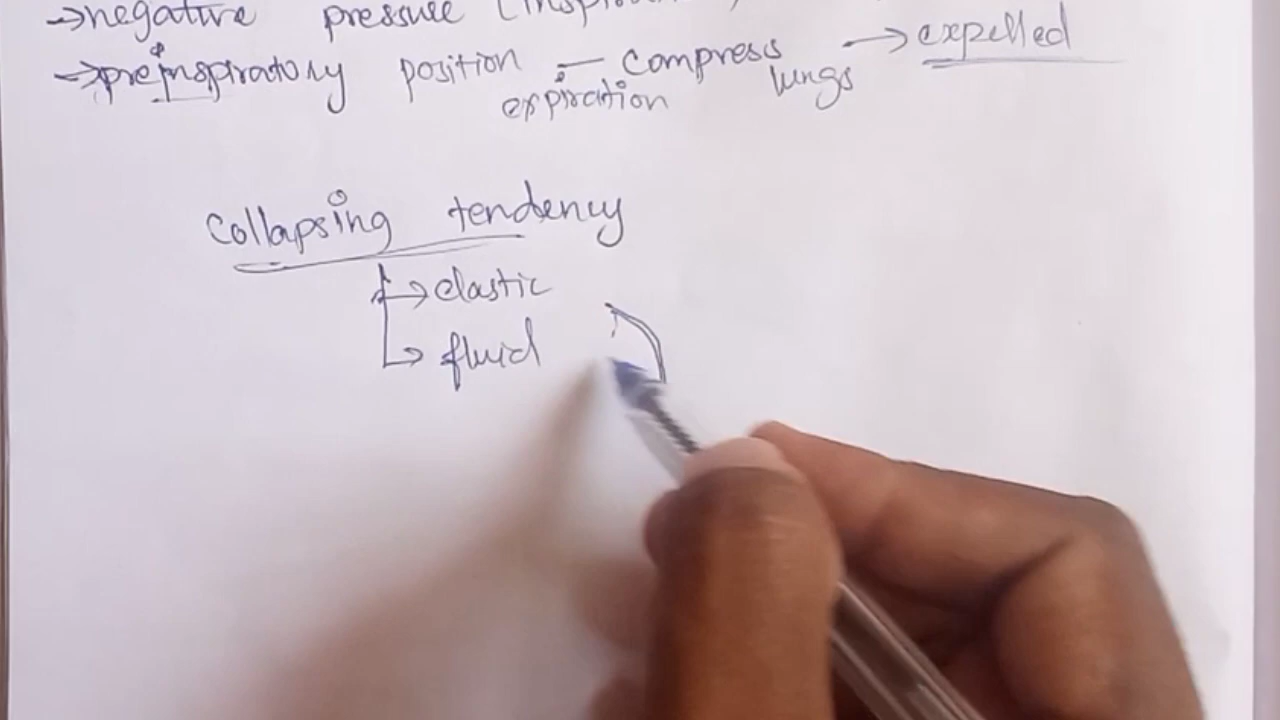 →negative pressure
→preinspiratory position — compress lungs → expelled
expiration
Collapsing tendency
→ elastic
→ fluid